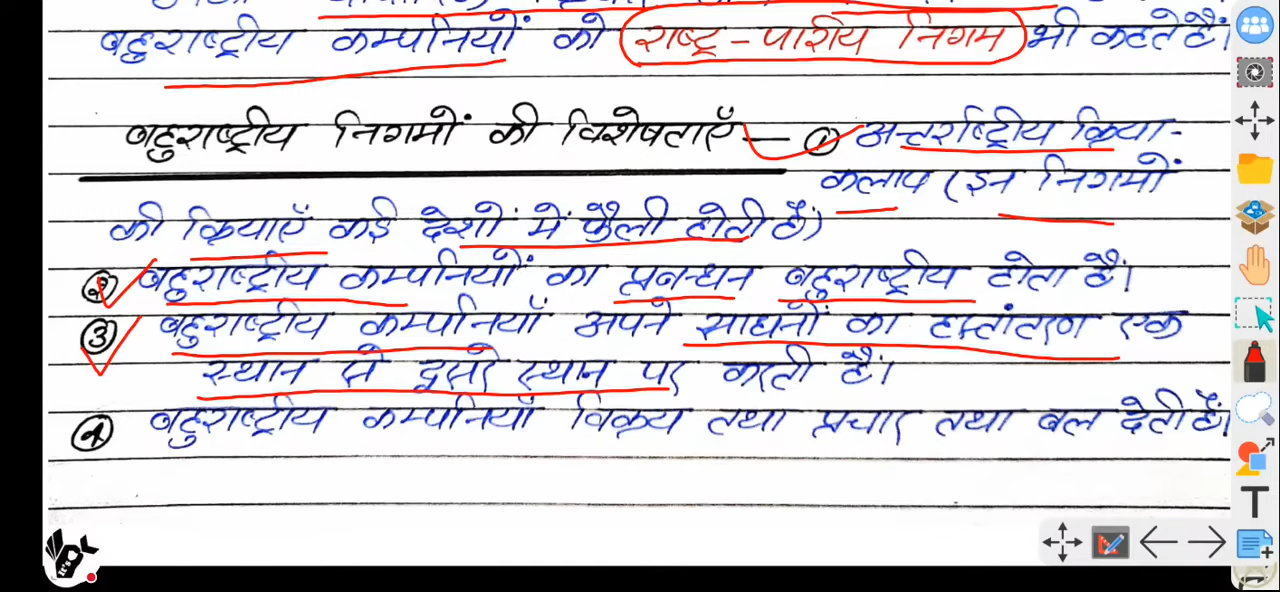 बहुराष्ट्रीय कम्पनियों को राष्ट्र-पारीय निगम भी कहते हैं।
बहुराष्ट्रीय निगमों की विशेषताएँ — ① अन्तर्राष्ट्रीय क्रिया-
कलाप (इन निगमों
की क्रियाएँ कई देशों में फैली होती हैं)
② बहुराष्ट्रीय कम्पनियों का प्रबन्धन बहुराष्ट्रीय होता है।
③ बहुराष्ट्रीय कम्पनियाँ अपने साधनों का हस्तांतरण एक
स्थान से दूसरे स्थान पर करती है।
④ बहुराष्ट्रीय कम्पनियाँ विक्रय तथा प्रचार तथा बल देती हैं।
T